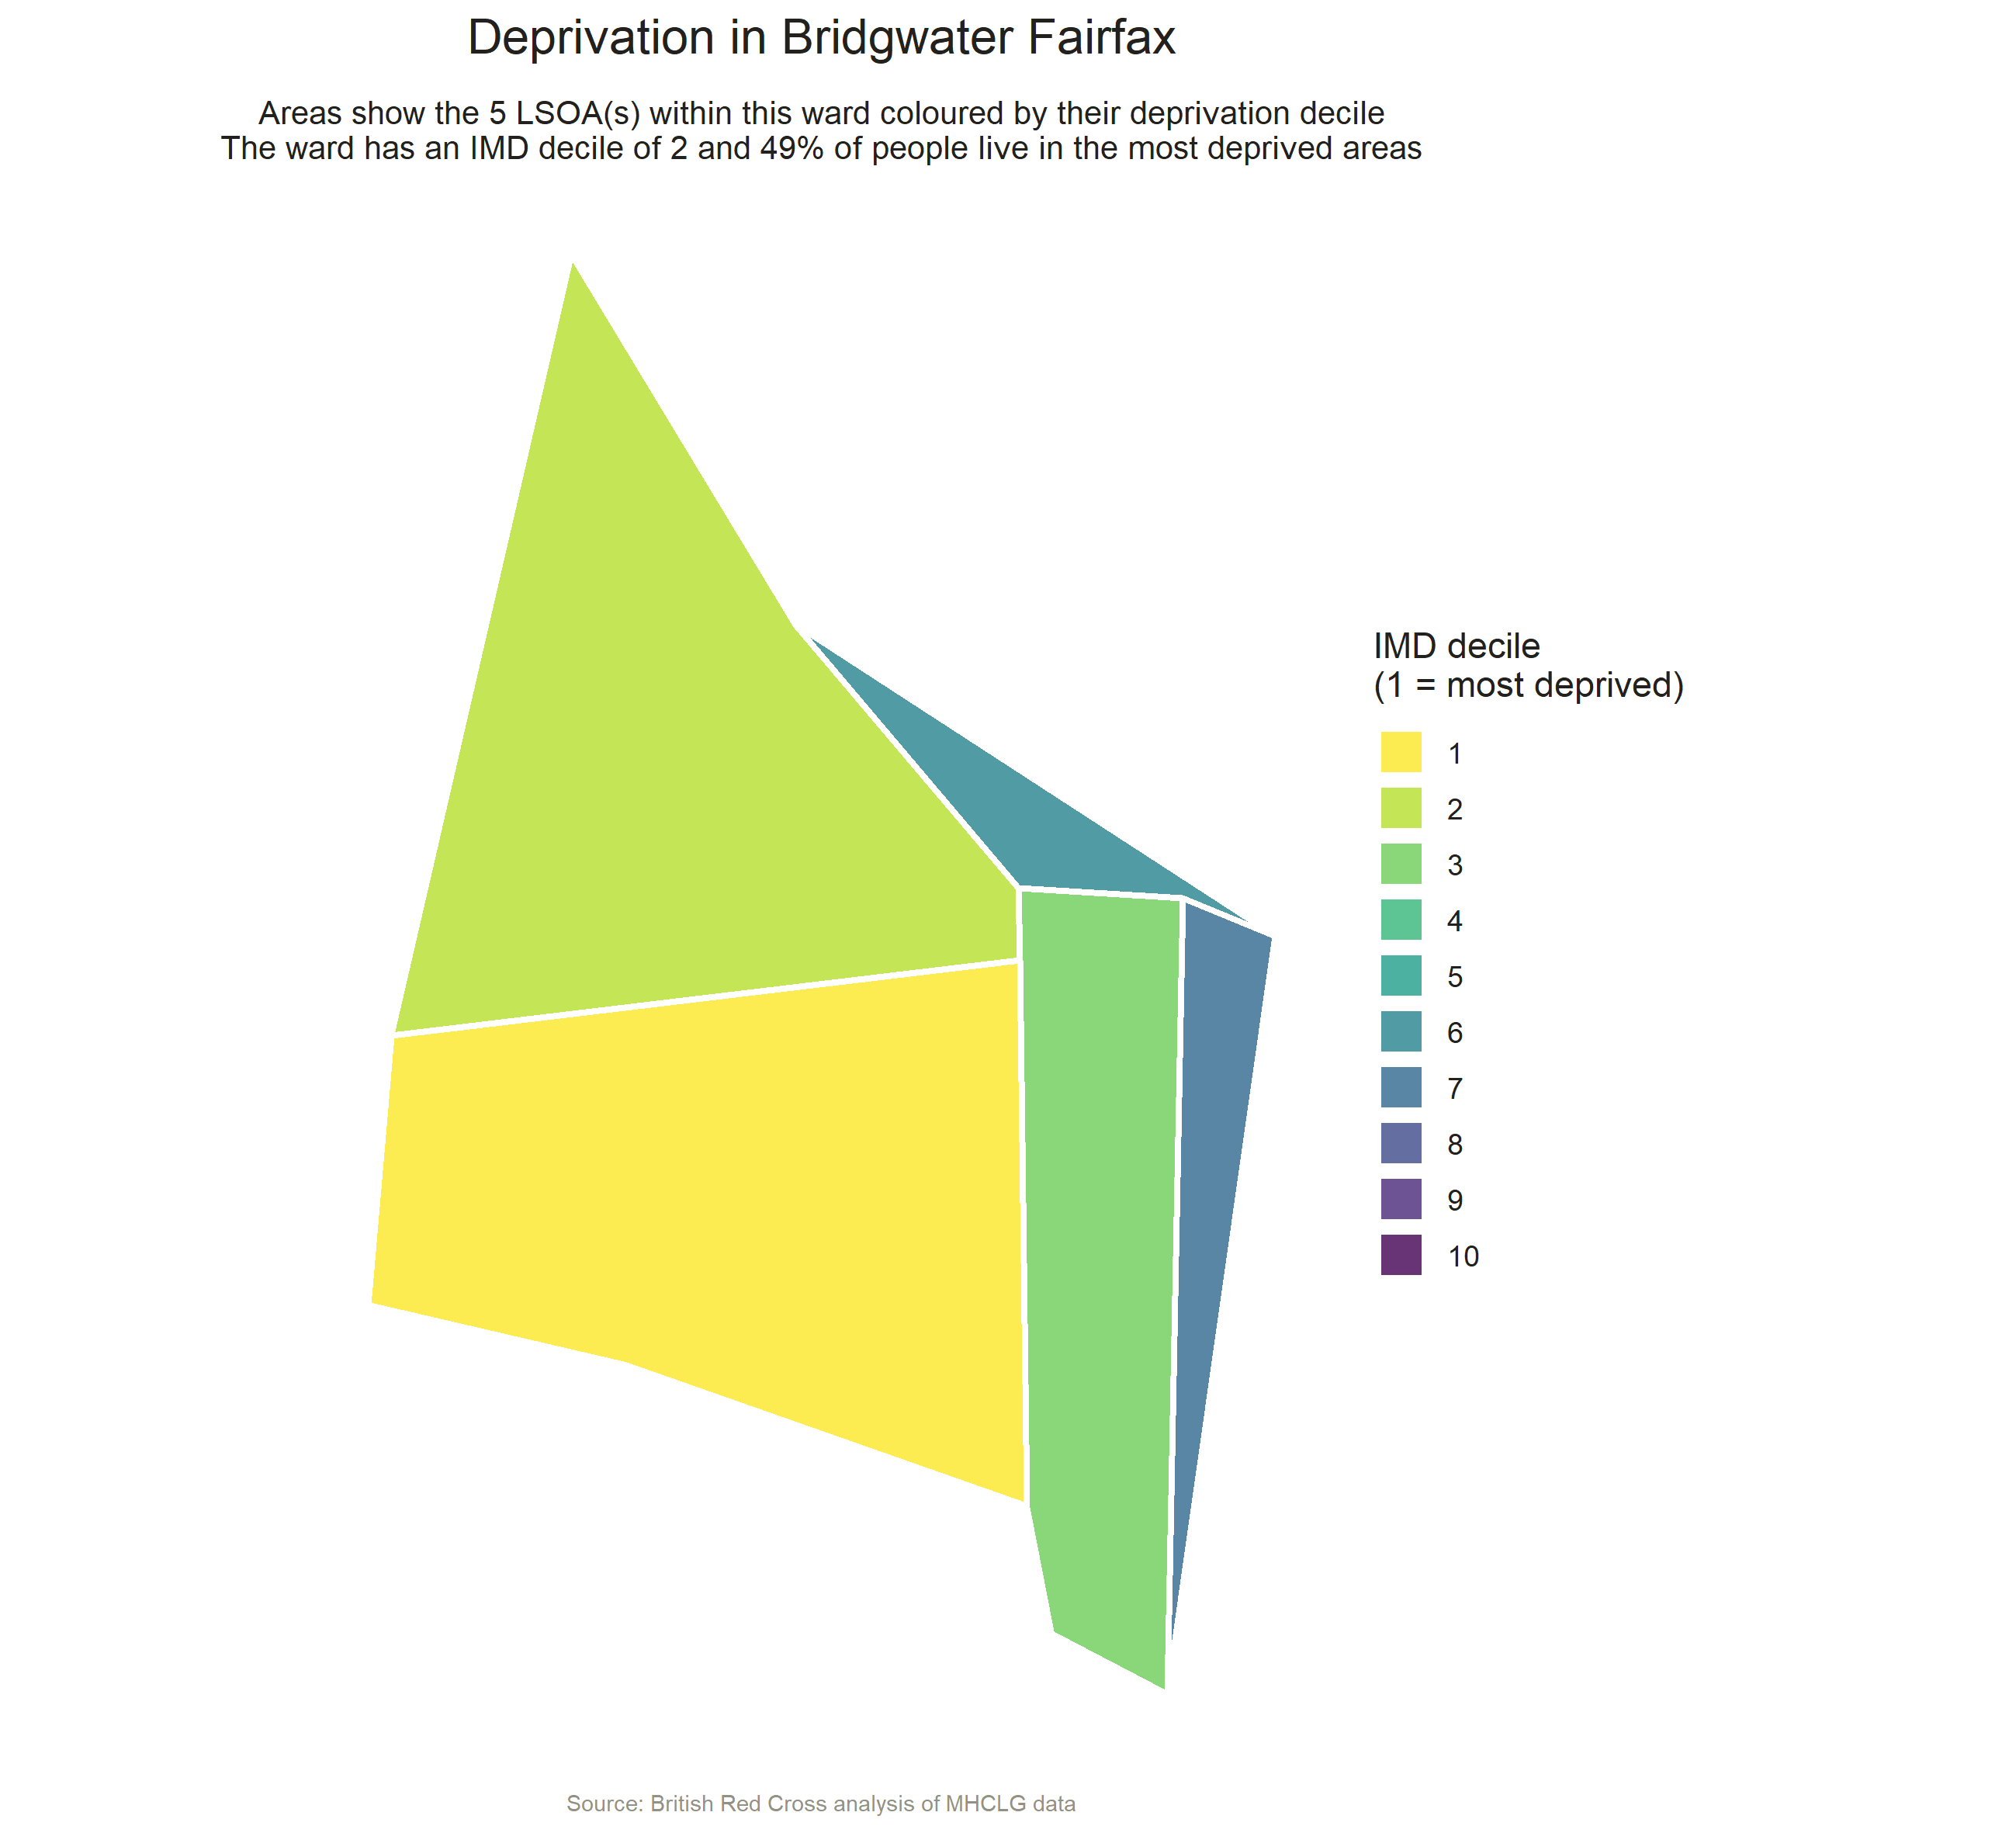 Deprivation in Bridgwater Fairfax
Areas show the 5 LSOA(s) within this ward coloured by their deprivation decile
The ward has an IMD decile of 2 and 49% of people live in the most deprived areas
IMD decile
(1 = most deprived)
1
2
3
4
5
6
7
8
9
10
Source: British Red Cross analysis of MHCLG data